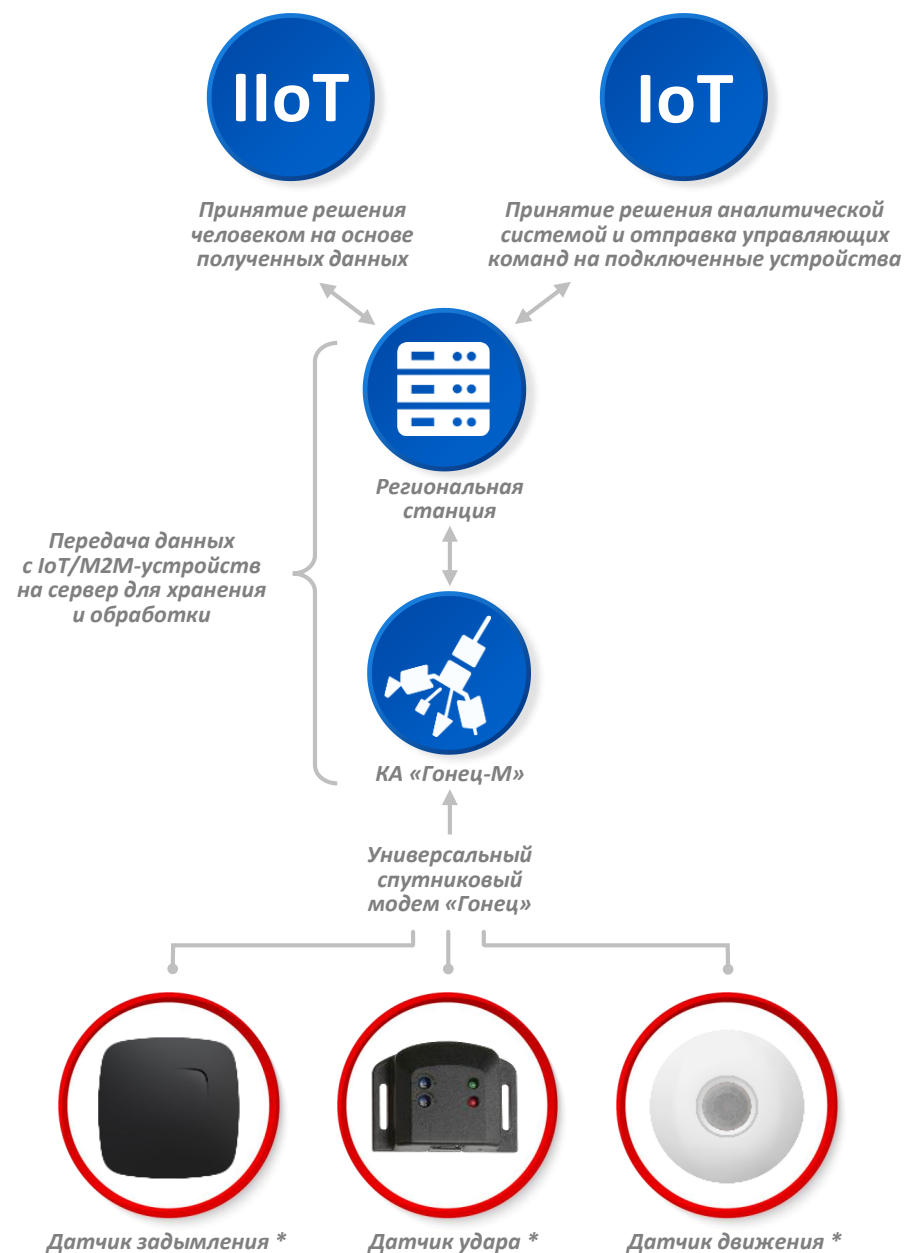 IIoT
IoT
Принятие решения
человеком на основе
полученных данных
Принятие решения аналитической
системой и отправка управляющих
команд на подключенные устройства
Региональная
станция
Передача данных
с IoT/M2M-устройств
на сервер для хранения
и обработки
КА «Гонец-М»
Универсальный
спутниковый
модем «Гонец»
Датчик задымления *
Датчик удара *
Датчик движения *